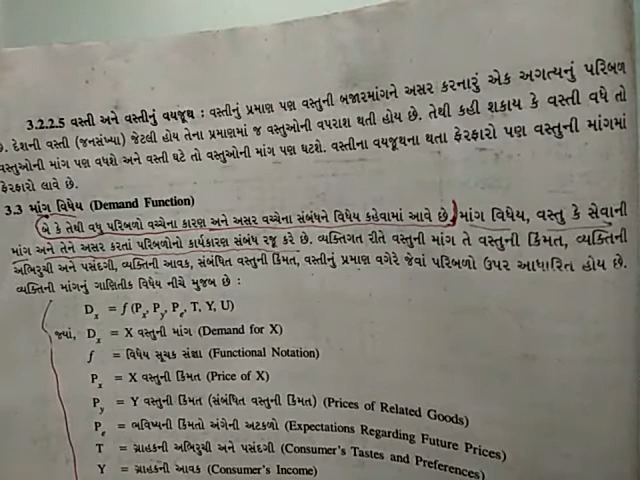 3.2.2.5 વસ્તી અને વસ્તીનું વયજૂથ : વસ્તીનું પ્રમાણ પણ વસ્તુની બજારમાંગને અસર કરનારું એક અગત્યનું પરિબળ
છે. દેશની વસ્તી (જનસંખ્યા) જેટલી હોય તેના પ્રમાણમાં જ વસ્તુઓની વપરાશ થતી હોય છે. તેથી કહી શકાય કે વસ્તી વધે તો
વસ્તુઓની માંગ પણ વધશે અને વસ્તી ઘટે તો વસ્તુઓની માંગ પણ ઘટશે. વસ્તીના વયજૂથના થતા ફેરફારો પણ વસ્તુની માંગમાં
ફેરફારો લાવે છે.
3.3 માંગ વિધેય (Demand Function)
બે કે તેથી વધુ પરિબળો વચ્ચેના કારણ અને અસર વચ્ચેના સંબંધને વિધેય કહેવામાં આવે છે. માંગ વિધેય, વસ્તુ કે સેવાની
માંગ અને તેને અસર કરતાં પરિબળોનો કાર્યકારણ સંબંધ રજૂ કરે છે. વ્યક્તિગત રીતે વસ્તુની માંગ તે વસ્તુની કિંમત, વ્યક્તિની
અભિરુચી અને પસંદગી, વ્યક્તિની આવક, સંબંધિત વસ્તુની કિંમત, વસ્તીનું પ્રમાણ વગેરે જેવાં પરિબળો ઉપર આધારિત હોય છે.
વ્યક્તિની માંગનું ગાણિતીક વિધેય નીચે મુજબ છે :
Dₓ = f (Pₓ, Pᵧ, Pₑ, T, Y, U)
જ્યાં, Dₓ = X વસ્તુની માંગ (Demand for X)
f = વિધેય સૂચક સંજ્ઞા (Functional Notation)
Pₓ = X વસ્તુની કિંમત (Price of X)
Pᵧ = Y વસ્તુની કિંમત (સંબંધિત વસ્તુની કિંમત) (Prices of Related Goods)
Pₑ = ભવિષ્યની કિંમતો અંગેની અટકળો (Expectations Regarding Future Prices)
T = ગ્રાહકની અભિરુચી અને પસંદગી (Consumer's Tastes and Preferences)
Y = ગ્રાહકની આવક (Consumer's Income)